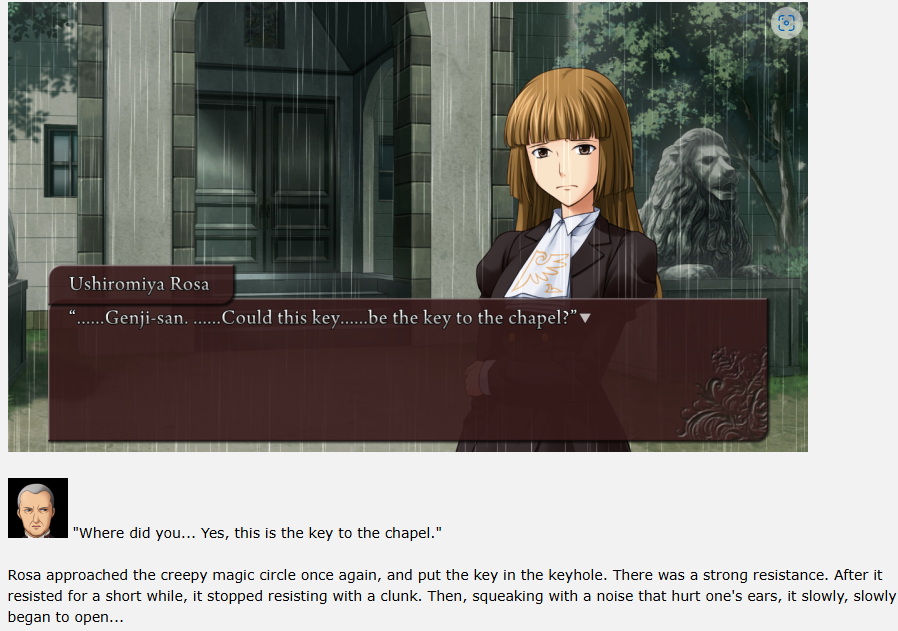 Ushiromiya Rosa
“......Genji-san. ......Could this key......be the key to the chapel?”▼
"Where did you... Yes, this is the key to the chapel."
Rosa approached the creepy magic circle once again, and put the key in the keyhole. There was a strong resistance. After it
resisted for a short while, it stopped resisting with a clunk. Then, squeaking with a noise that hurt one's ears, it slowly, slowly
began to open...